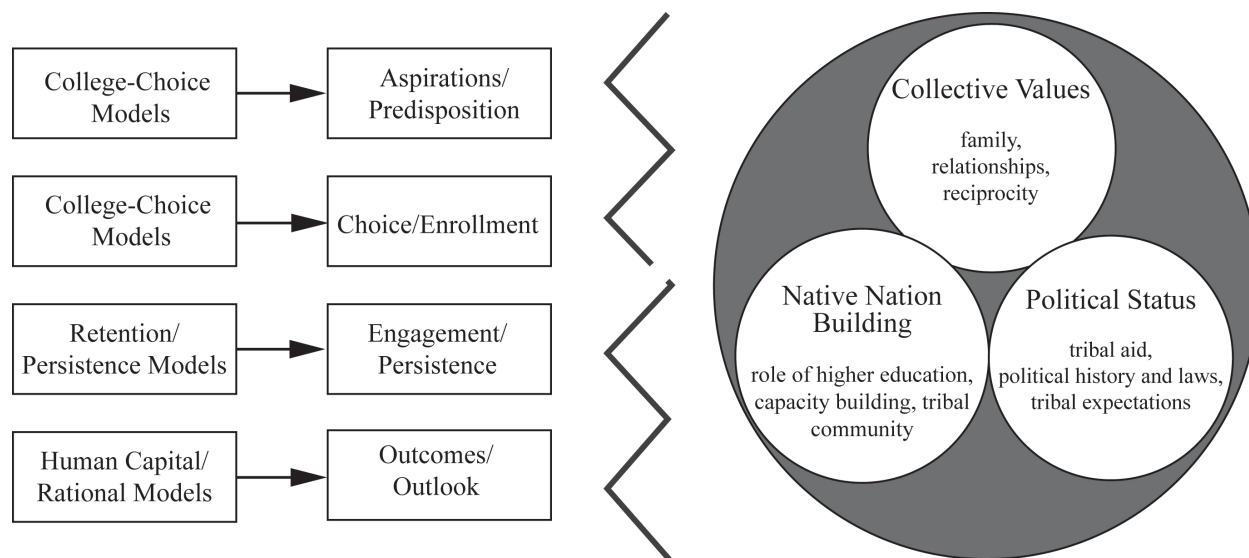 College-Choice
Models
Aspirations/
Predisposition
College-Choice
Models
Choice/Enrollment
Retention/
Persistence Models
Engagement/
Persistence
Human Capital/
Rational Models
Outcomes/
Outlook
Collective Values
family,
relationships,
reciprocity
Native Nation
Building
role of higher education,
capacity building, tribal
community
Political Status
tribal aid,
political history and laws,
tribal expectations